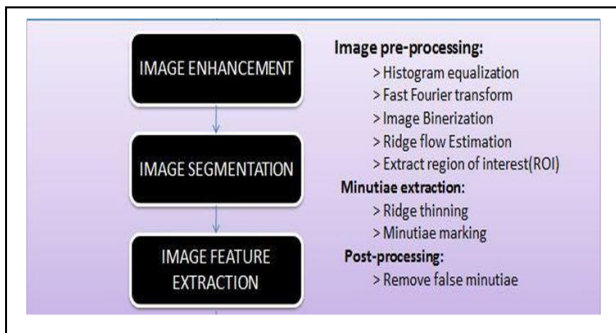 IMAGE ENHANCEMENT
IMAGE SEGMENTATION
IMAGE FEATURE
EXTRACTION
Image pre-processing:
> Histogram equalization
> Fast Fourier transform
> Image Binerization
> Ridge flow Estimation
> Extract region of interest(ROI)
Minutiae extraction:
> Ridge thinning
> Minutiae marking
Post-processing:
> Remove false minutiae